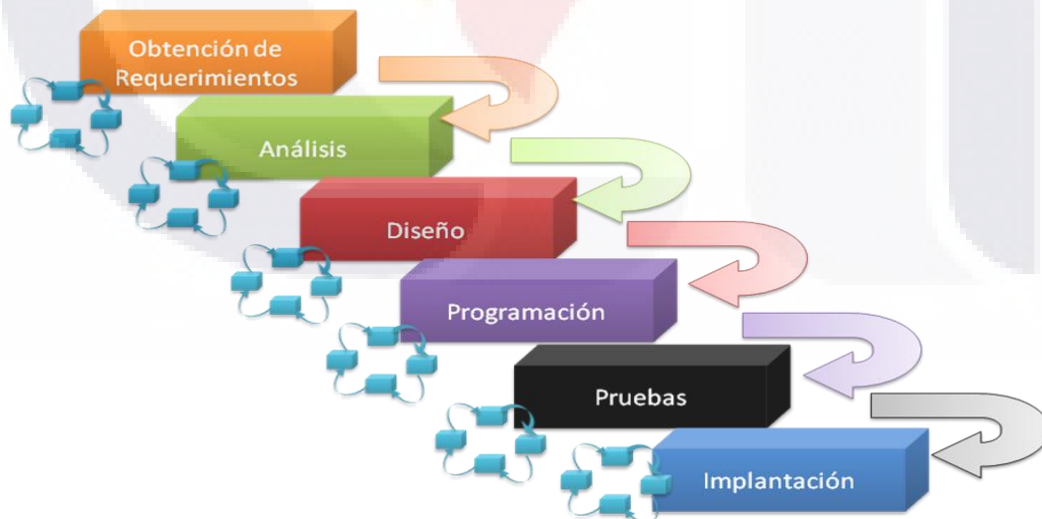 Obtención de
Requerimientos
Análisis
Diseño
Programación
Pruebas
Implantación